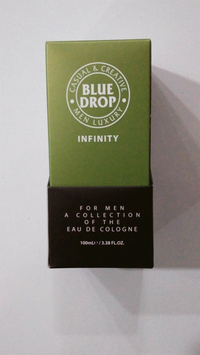 CASUAL & CREATIVE
BLUE
DROP
MEN LUXURY
INFINITY
FOR MEN
A COLLECTION
OF THE
EAU DE COLOGNE
100mL ℮ / 3.38 FL.OZ.